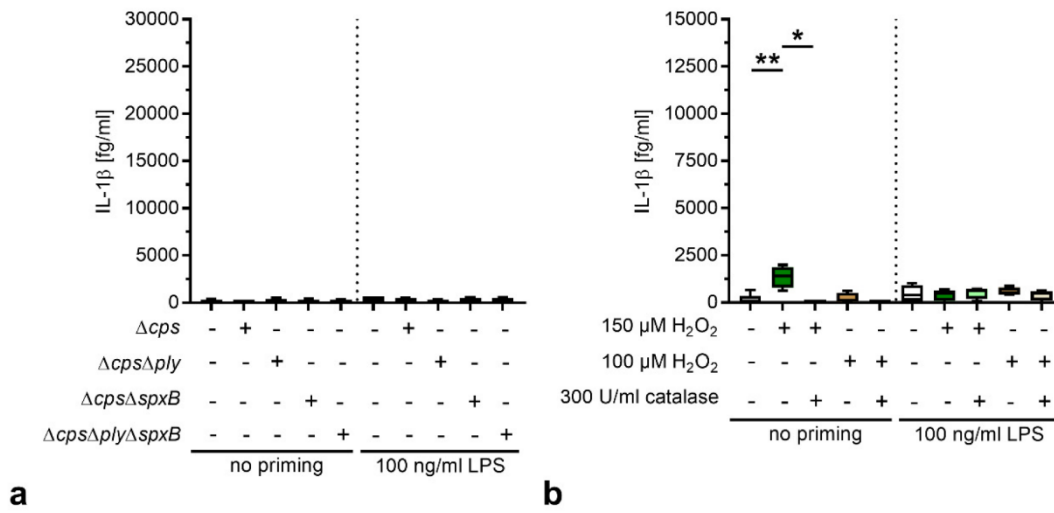 30000
25000
20000
15000
10000
5000
0
IL-1β [fg/ml]
Δcps - + - - - - + - - -
ΔcpsΔply - - + - - - - + - -
ΔcpsΔspxB - - - + - - - - + -
ΔcpsΔplyΔspxB - - - - + - - - - +
no priming 100 ng/ml LPS
a
15000
12500
10000
7500
5000
2500
0
IL-1β [fg/ml]
** *
150 µM H₂O₂ - + + - - - + + - -
100 µM H₂O₂ - - - + + - - - + +
300 U/ml catalase - - + - + - - + - +
no priming 100 ng/ml LPS
b